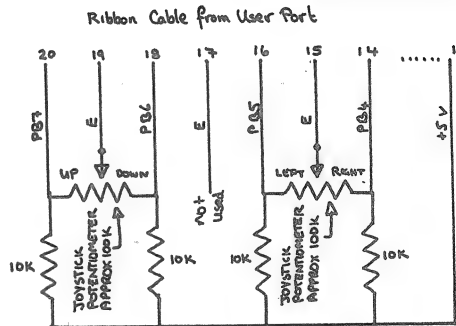 Ribbon Cable from User Port
20 19 18 17 16 15 14 ...... 1
PB7 E PB6 E PB5 E PB4 +5V
UP DOWN LEFT RIGHT
Not
Used
JOYSTICK
POTENTIOMETER
APPROX 100K
JOYSTICK
POTENTIOMETER
APPROX 100K
10K 10K 10K 10K